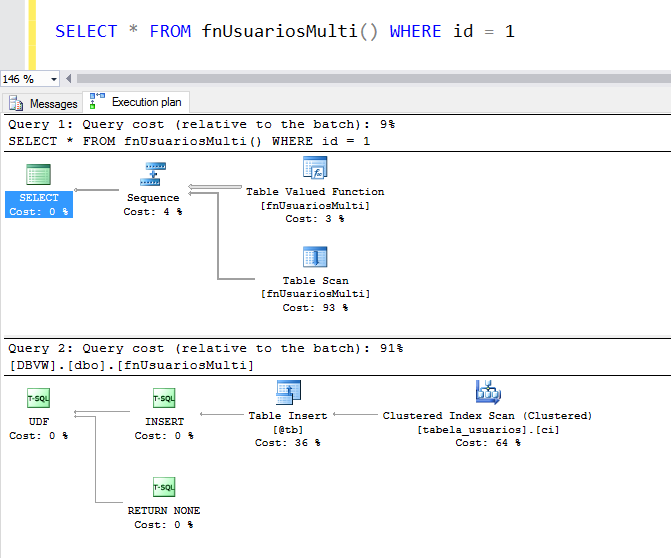 SELECT * FROM fnUsuariosMulti() WHERE id = 1
146 %
Messages
Execution plan
Query 1: Query cost (relative to the batch): 9%
SELECT * FROM fnUsuariosMulti() WHERE id = 1
SELECT
Cost: 0 %
Sequence
Cost: 4 %
Table Valued Function
[fnUsuariosMulti]
Cost: 3 %
Table Scan
[fnUsuariosMulti]
Cost: 93 %
Query 2: Query cost (relative to the batch): 91%
[DBVW].[dbo].[fnUsuariosMulti]
T-SQL
UDF
Cost: 0 %
T-SQL
INSERT
Cost: 0 %
Table Insert
[@tb]
Cost: 36 %
Clustered Index Scan (Clustered)
[tabela_usuarios].[ci]
Cost: 64 %
T-SQL
RETURN NONE
Cost: 0 %